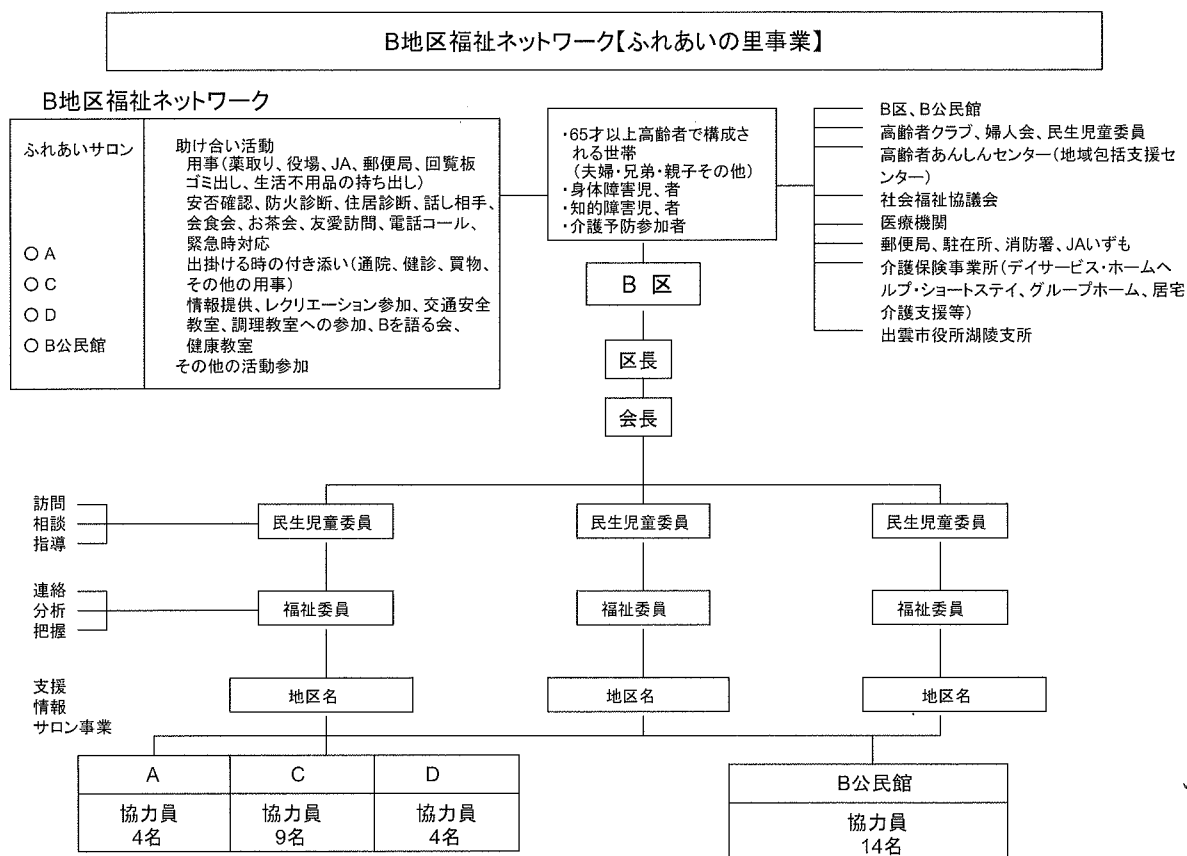 B地区福祉ネットワーク【ふれあいの里事業】
B地区福祉ネットワーク
ふれあいサロン
○ A
○ C
○ D
○ B公民館
助け合い活動
用事(薬取り、役場、JA、郵便局、回覧板
ゴミ出し、生活不用品の持ち出し)
安否確認、防火診断、住居診断、話し相手、
会食会、お茶会、友愛訪問、電話コール、
緊急時対応
出掛ける時の付き添い(通院、健診、買物、
その他の用事)
情報提供、レクリエーション参加、交通安全
教室、調理教室への参加、Bを語る会、
健康教室
その他の活動参加
・65才以上高齢者で構成さ
れる世帯
(夫婦・兄弟・親子その他)
・身体障害児、者
・知的障害児、者
・介護予防参加者
B区、B公民館
高齢者クラブ、婦人会、民生児童委員
高齢者あんしんセンター(地域包括支援セ
ンター)
社会福祉協議会
医療機関
郵便局、駐在所、消防署、JAいずも
介護保険事業所(デイサービス・ホームヘ
ルプ・ショートステイ、グループホーム、居宅
介護支援等)
出雲市役所湖陵支所
B 区
区長
会長
訪問
相談
指導
民生児童委員
民生児童委員
民生児童委員
連絡
分析
把握
福祉委員
福祉委員
福祉委員
支援
情報
サロン事業
地区名
地区名
地区名
A
C
D
協力員
4名
協力員
9名
協力員
4名
B公民館
協力員
14名